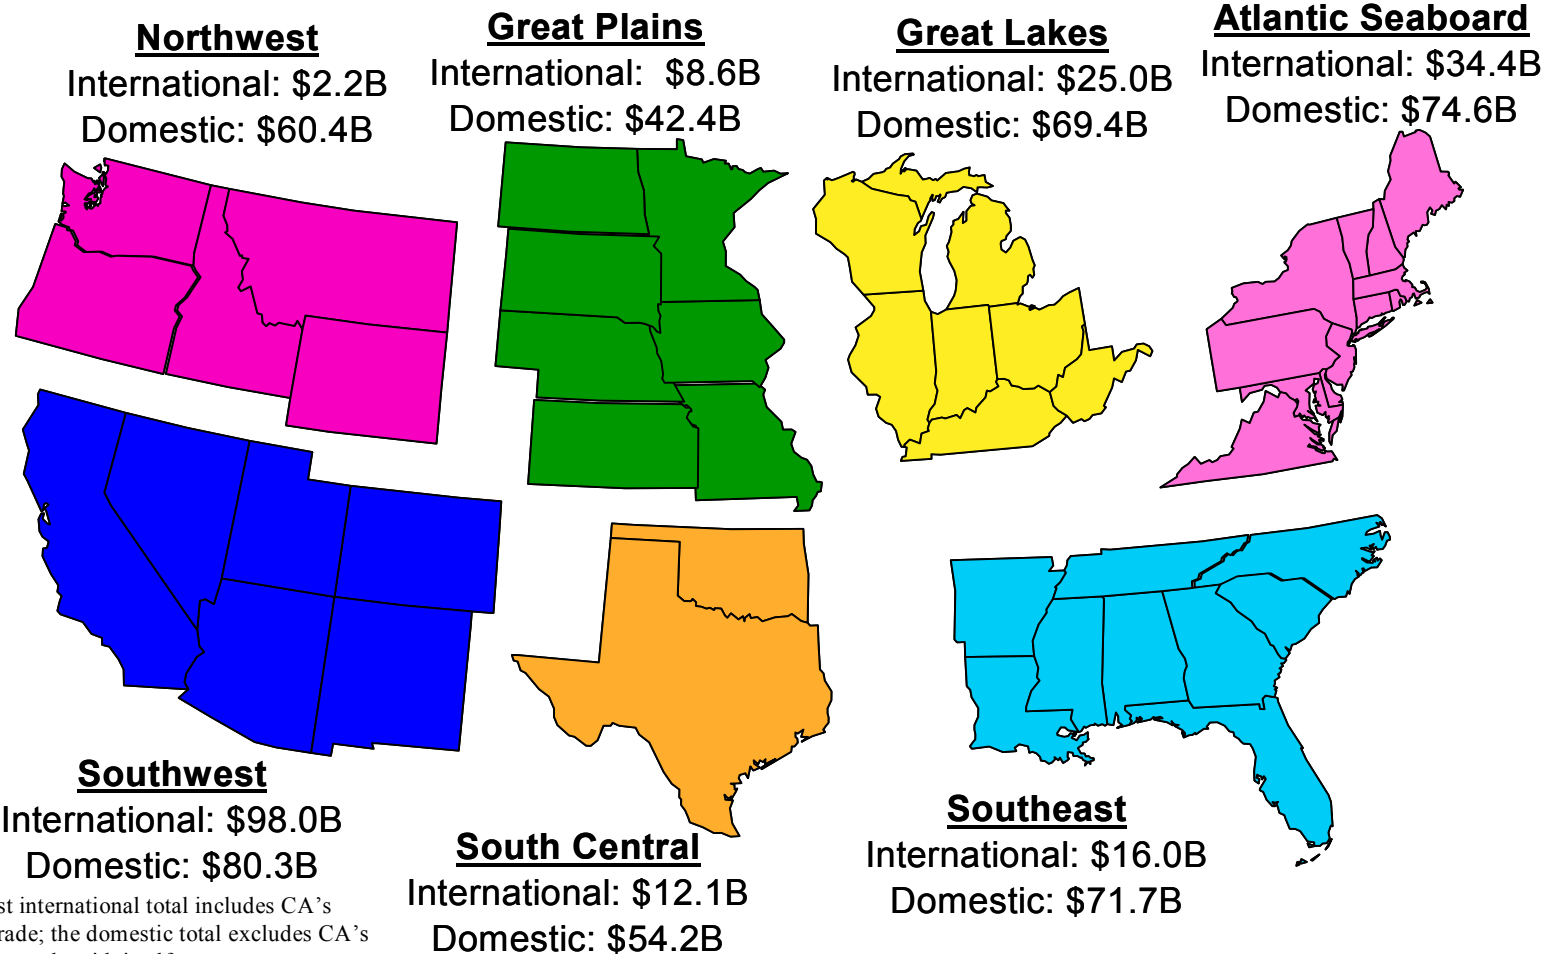 Northwest
International: $2.2B
Domestic: $60.4B
Great Plains
International:  $8.6B
Domestic: $42.4B
Great Lakes
International: $25.0B
Domestic: $69.4B
Atlantic Seaboard
International: $34.4B
Domestic: $74.6B
Southwest
International: $98.0B
Domestic: $80.3B
international total includes CA’s
the domestic total excludes CA’s
South Central
International: $12.1B
Domestic: $54.2B
Southeast
International: $16.0B
Domestic: $71.7B